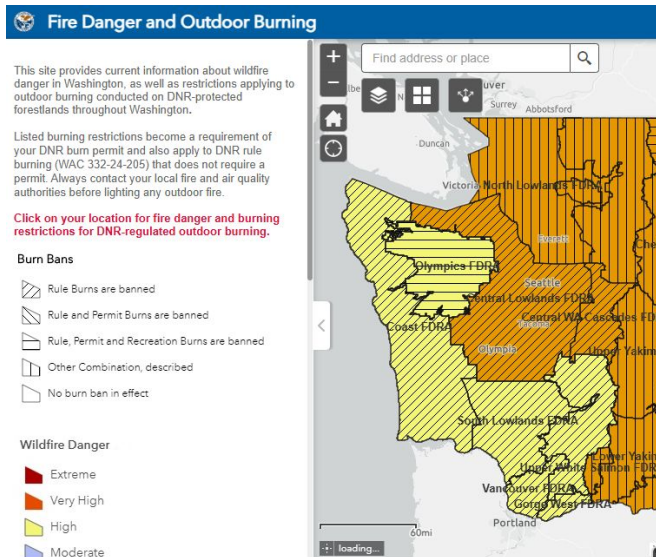 Fire Danger and Outdoor Burning
This site provides current information about wildfire
danger in Washington, as well as restrictions applying to
outdoor burning conducted on DNR-protected
forestlands throughout Washington.
Listed burning restrictions become a requirement of
your DNR burn permit and also apply to DNR rule
burning (WAC 332-24-205) that does not require a
permit. Always contact your local fire and air quality
authorities before lighting any outdoor fire.
Click on your location for fire danger and burning
restrictions for DNR-regulated outdoor burning.
Burn Bans
Rule Burns are banned
Rule and Permit Burns are banned
Rule, Permit and Recreation Burns are banned
Other Combination, described
No burn ban in effect
Wildfire Danger
Extreme
Very High
High
Moderate
+
Find address or place
−
uver
Surrey
Abbotsford
Duncan
Victoria
North Lowlands FDRA
Everett
Che
Olympics FDRA
Seattle
Central Lowlands FDRA
Coast FDRA
Tacoma
Central WA Cascades FDRA
Olympia
Upper Yakim
South Lowlands FDRA
Lower Yakin
Upper White Salmon FDR
Vancouver FDRA
Gorge West FDRA
Portland
60mi
loading...